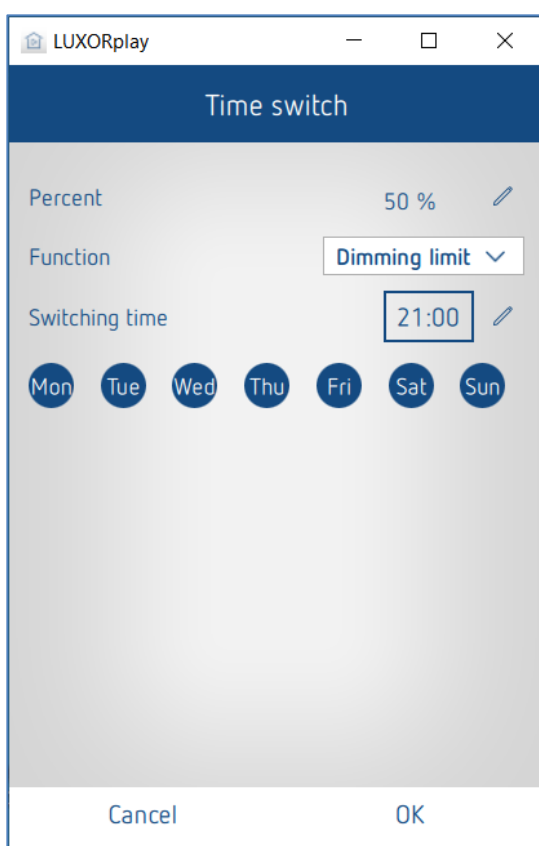 LUXORplay
Time switch
Percent 50 %
Function Dimming limit
Switching time 21:00
Mon Tue Wed Thu Fri Sat Sun
Cancel OK